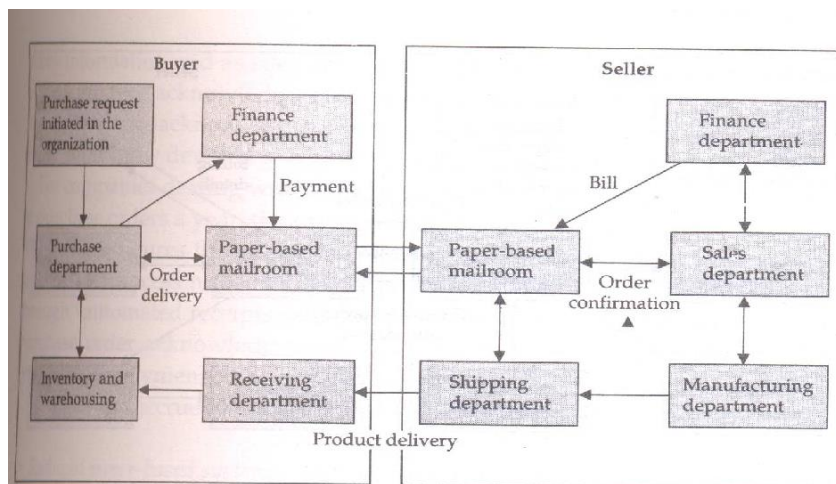 Buyer
Purchase request
initiated in the
organization
Finance
department
Payment
Purchase
department
Order
delivery
Paper-based
mailroom
Inventory and
warehousing
Receiving
department
Product delivery
Seller
Finance
department
Bill
Paper-based
mailroom
Order
confirmation
Sales
department
Shipping
department
Manufacturing
department